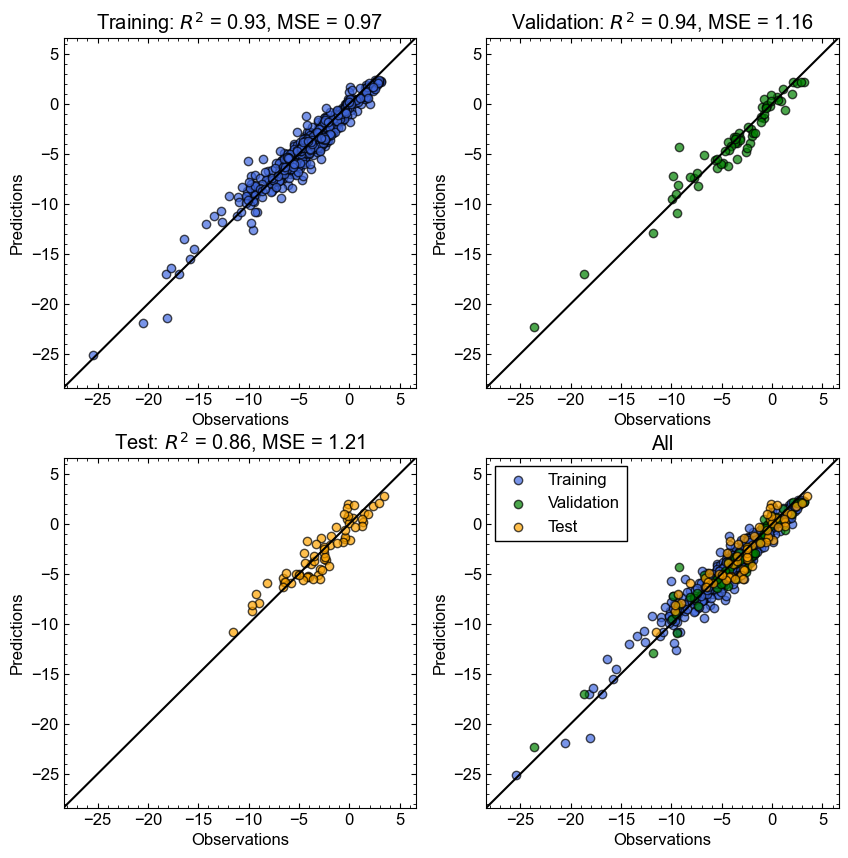 Training: R² = 0.93, MSE = 0.97
Validation: R² = 0.94, MSE = 1.16
5
0
−5
−10
−15
−20
−25
Predictions
−25 −20 −15 −10 −5 0 5
Observations
5
0
−5
−10
−15
−20
−25
Predictions
−25 −20 −15 −10 −5 0 5
Observations
Test: R² = 0.86, MSE = 1.21
All
5
0
−5
−10
−15
−20
−25
Predictions
−25 −20 −15 −10 −5 0 5
Observations
Training
Validation
Test
5
0
−5
−10
−15
−20
−25
Predictions
−25 −20 −15 −10 −5 0 5
Observations